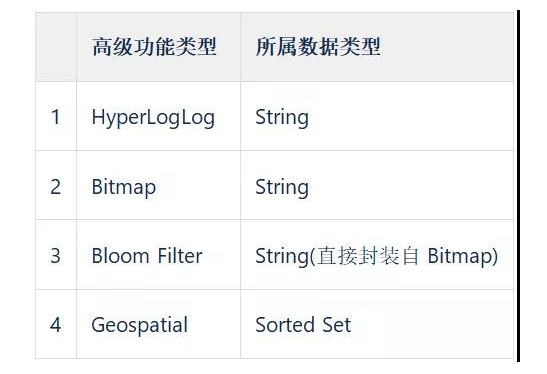 高级功能类型 所属数据类型
1 HyperLogLog String
2 Bitmap String
3 Bloom Filter String(直接封装自 Bitmap)
4 Geospatial Sorted Set